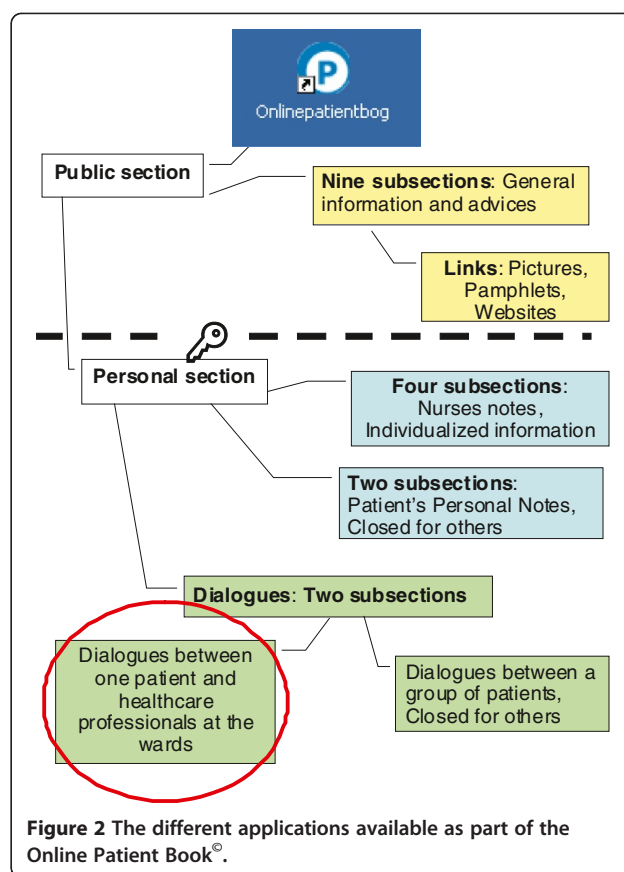 P
Onlinepatientbog
Public section
Nine subsections: General
information and advices
Links: Pictures,
Pamphlets,
Websites
Personal section
Four subsections:
Nurses notes,
Individualized information
Two subsections:
Patient's Personal Notes,
Closed for others
Dialogues: Two subsections
Dialogues between
one patient and
healthcare
professionals at the
wards
Dialogues between a
group of patients,
Closed for others
Figure 2 The different applications available as part of the
Online Patient Book©.